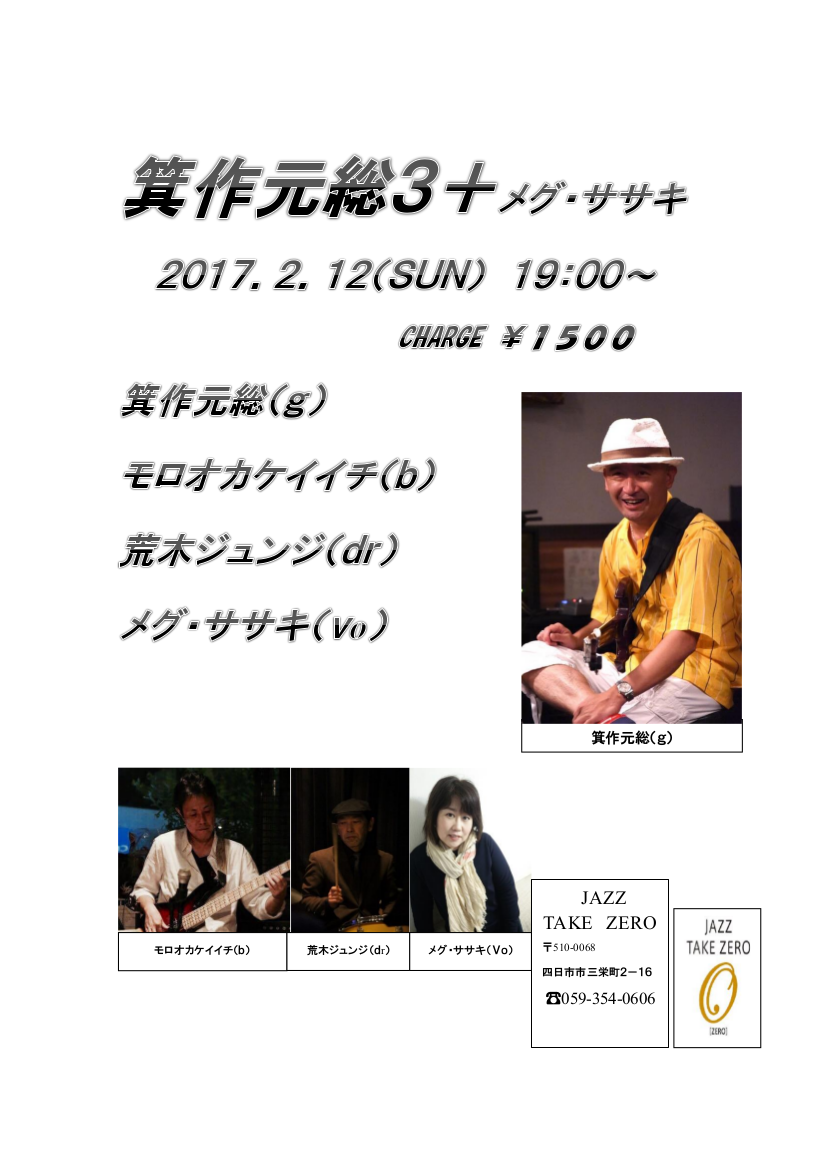 箕作元総３＋メグ・ササキ
2017．2．12（SUN） 19：00～
CHARGE ￥１５００
箕作元総（ｇ）
モロオカケイイチ（b）
荒木ジュンジ（dr）
メグ・ササキ（vo）
箕作元総（ｇ）
モロオカケイイチ（b）
荒木ジュンジ（dr）
メグ・ササキ（Ｖｏ）
JAZZ
TAKE ZERO
〒510-0068
四日市市三栄町２－１６
☎059-354-0606
JAZZ
TAKE ZERO
[ZERO]